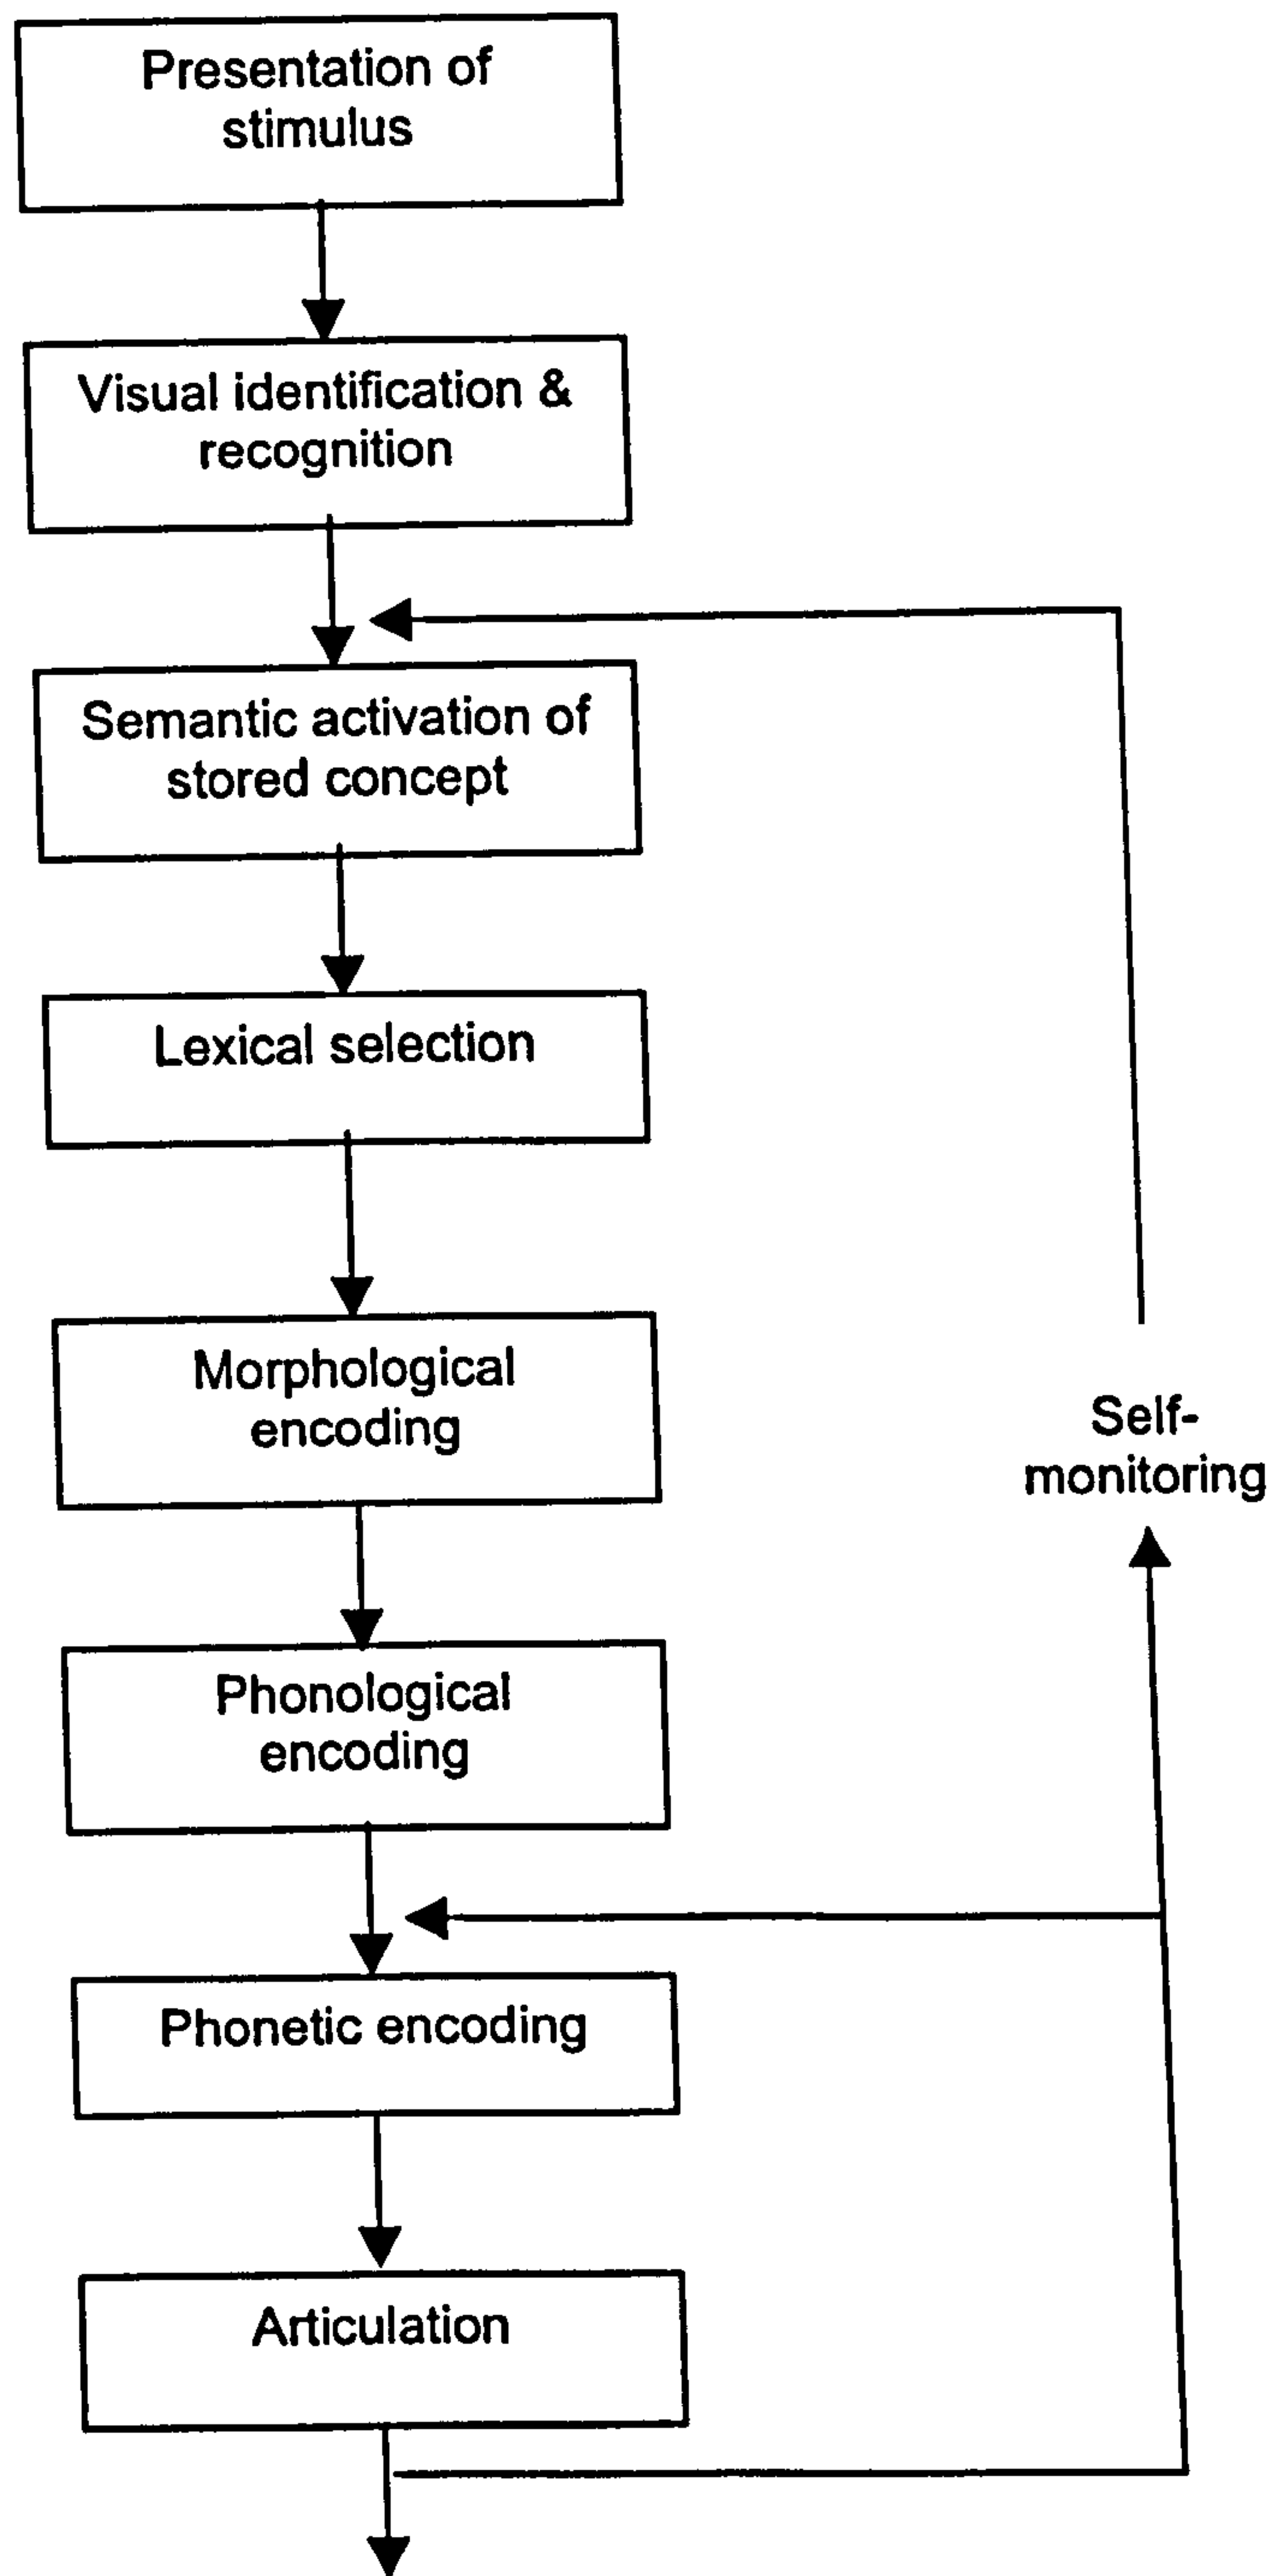 Presentation of
stimulus
Visual identification &
recognition
Semantic activation of
stored concept
Lexical selection
Morphological
encoding
Self-
monitoring
Phonological
encoding
Phonetic encoding
Articulation